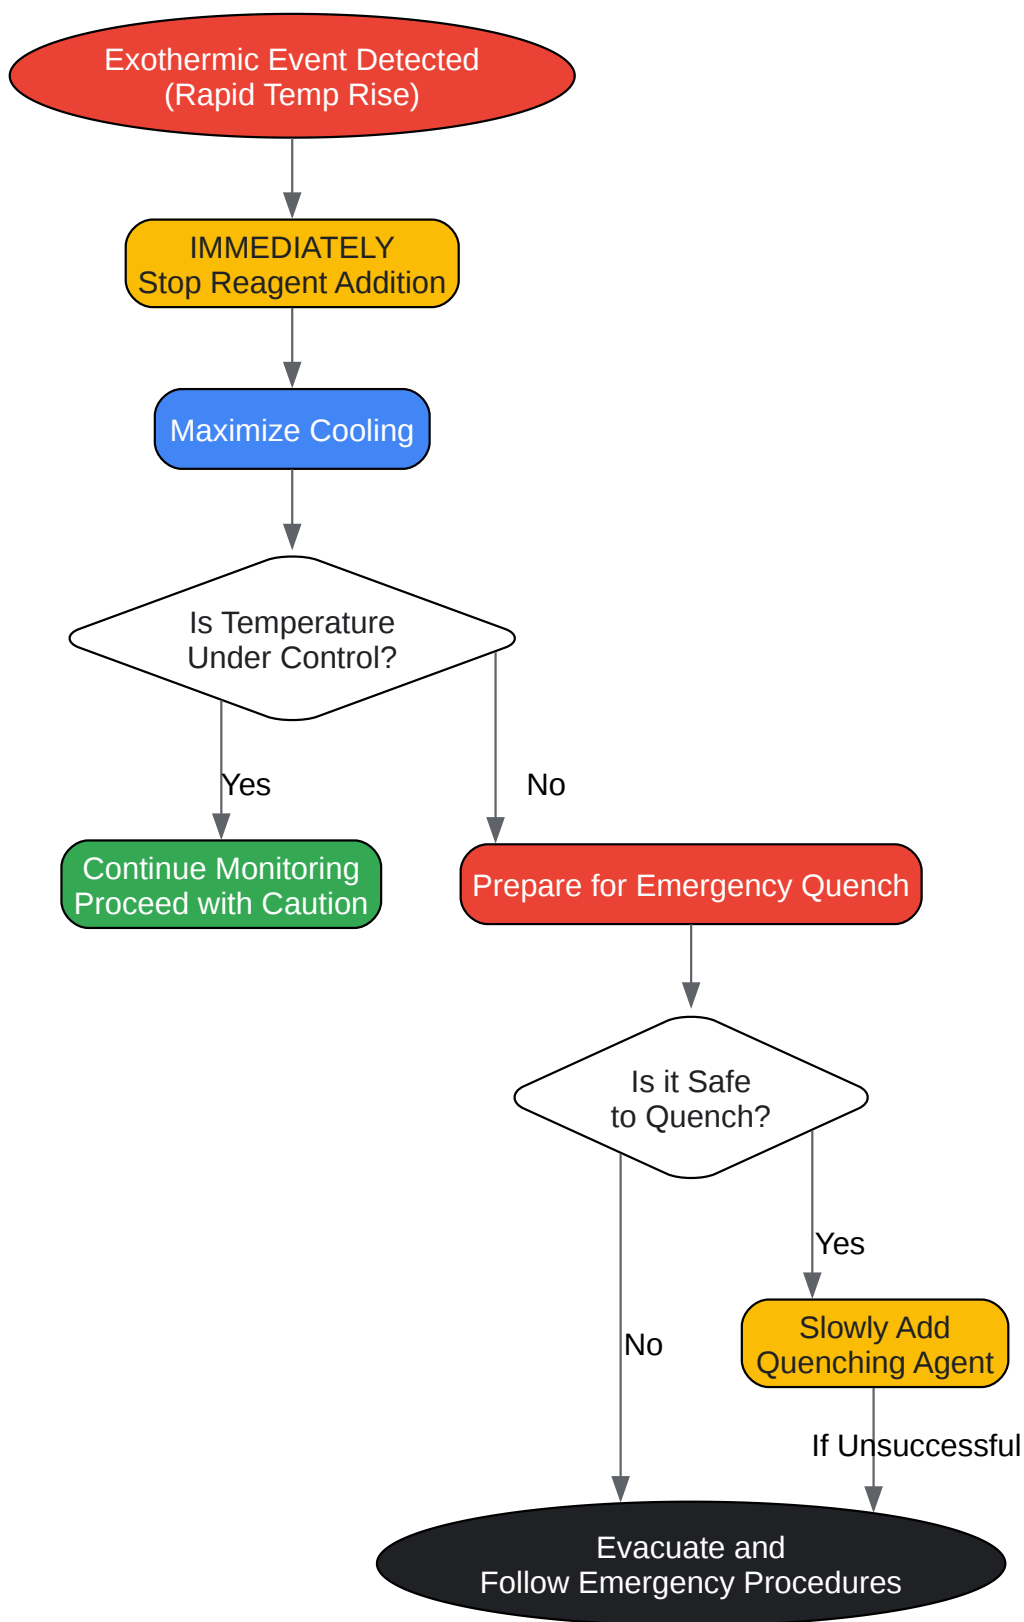 Exothermic Event Detected
(Rapid Temp Rise)
IMMEDIATELY
Stop Reagent Addition
Maximize Cooling
Is Temperature
Under Control?
Yes
No
Continue Monitoring
Proceed with Caution
Prepare for Emergency Quench
Is it Safe
to Quench?
Yes
No
Slowly Add
Quenching Agent
If Unsuccessful
Evacuate and
Follow Emergency Procedures